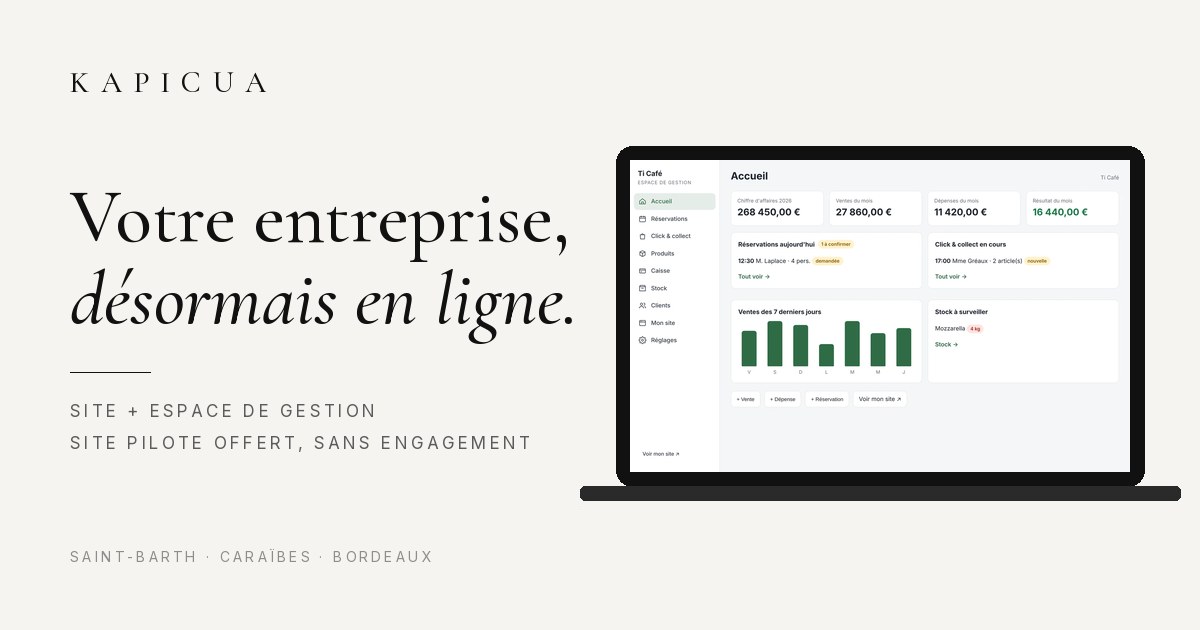 KAPICUA
Votre entreprise,
désormais en ligne.
SITE + ESPACE DE GESTION
SITE PILOTE OFFERT, SANS ENGAGEMENT
SAINT-BARTH · CARAÏBES · BORDEAUX
Ti Café
ESPACE DE GESTION
Accueil
Réservations
Click & collect
Produits
Caisse
Stock
Clients
Mon site
Réglages
Voir mon site ↗
Accueil
Ti Café
Chiffre d'affaires 2026
268 450,00 €
Ventes du mois
27 860,00 €
Dépenses du mois
11 420,00 €
Résultat du mois
16 440,00 €
Réservations aujourd'hui 1 à confirmer
12:30 M. Laplace · 4 pers. demandée
Tout voir →
Click & collect en cours
17:00 Mme Gréaux · 2 article(s) nouvelle
Tout voir →
Ventes des 7 derniers jours
V S D L M M J
Stock à surveiller
Mozzarella 4 kg
Stock →
+ Vente + Dépense + Réservation Voir mon site ↗